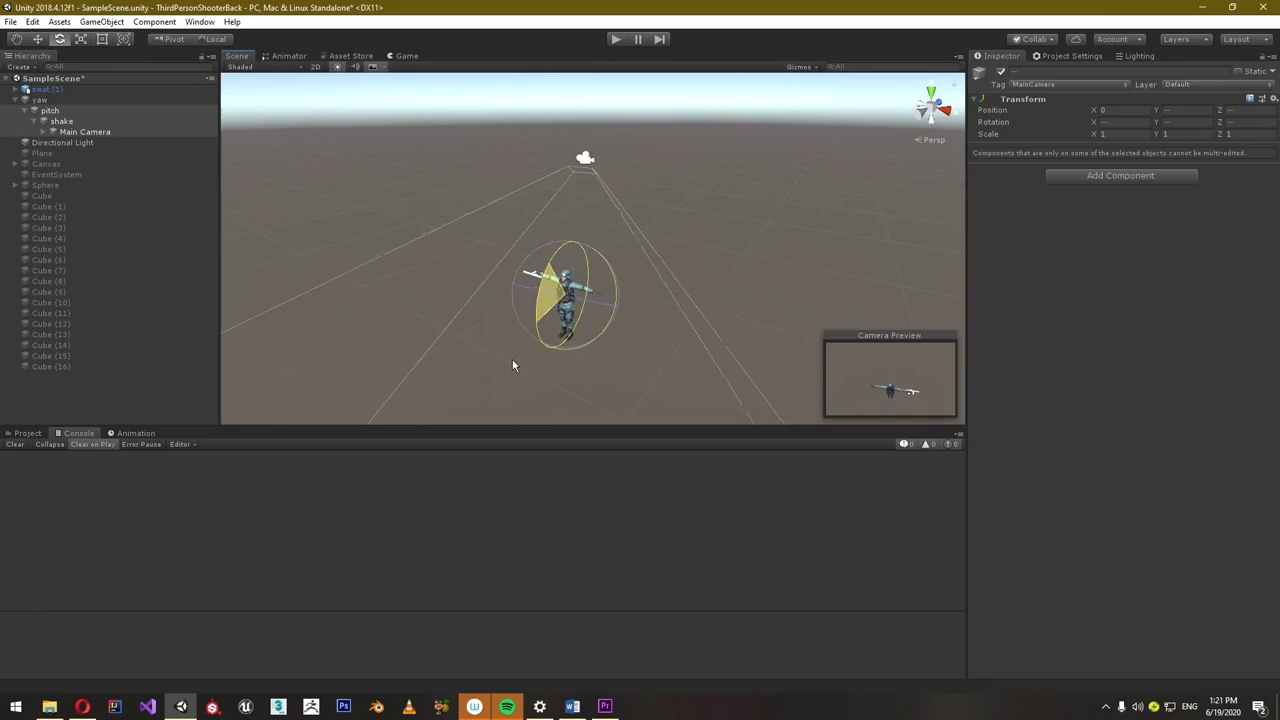 Unity 2018.4.12f1 - SampleScene.unity - ThirdPersonShooterBack - PC, Mac & Linux Standalone* <DX11>
File Edit Assets GameObject Component Window Help
Pivot Local Collab Account Layers Layout
Hierarchy
Create All
SampleScene*
swat (1)
yaw
pitch
shake
Main Camera
Directional Light
Plane
Canvas
EventSystem
Sphere
Cube
Cube (1)
Cube (2)
Cube (3)
Cube (4)
Cube (5)
Cube (6)
Cube (7)
Cube (8)
Cube (9)
Cube (10)
Cube (11)
Cube (12)
Cube (13)
Cube (14)
Cube (15)
Cube (16)
Scene Animator Asset Store Game
Shaded 2D Gizmos All
Persp
Camera Preview
Inspector Project Settings Lighting
— Static
Tag MainCamera Layer Default
Transform
Position X 0 Y — Z —
Rotation X — Y — Z —
Scale X 1 Y 1 Z 1
Components that are only on some of the selected objects cannot be multi-edited.
Add Component
Project Console Animation
Clear Collapse Clear on Play Error Pause Editor 0 0 0
Ps W Pr ENG 1:21 PM
6/19/2020 2